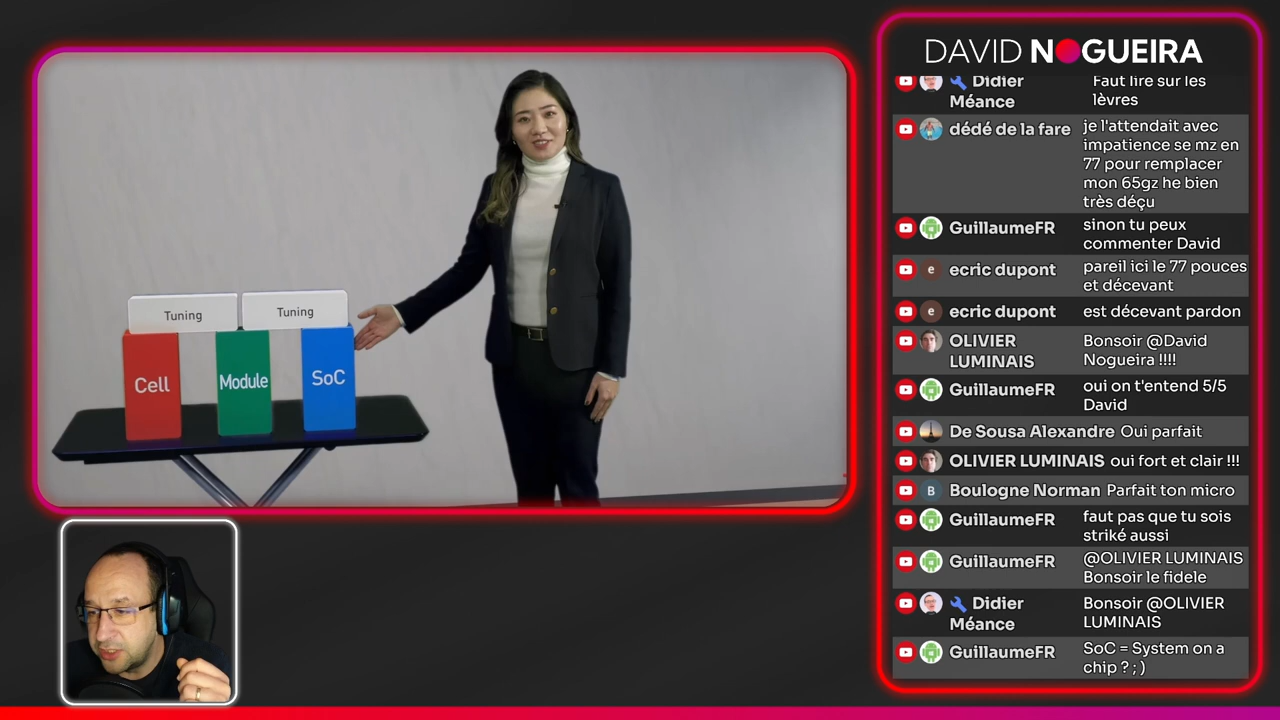 DAVID NOGUEIRA
Tuning
Tuning
Cell
Module
SoC
Didier
Méance
Faut lire sur les
lèvres
dédé de la fare
je l'attendait avec
impatience se mz en
77 pour remplacer
mon 65gz he bien
très déçu
GuillaumeFR
sinon tu peux
commenter David
e
ecric dupont
pareil ici le 77 pouces
et décevant
e
ecric dupont
est décevant pardon
OLIVIER
LUMINAIS
Bonsoir @David
Nogueira !!!!
GuillaumeFR
oui on t'entend 5/5
David
De Sousa Alexandre Oui parfait
OLIVIER LUMINAIS oui fort et clair !!!
B
Boulogne Norman Parfait ton micro
GuillaumeFR
faut pas que tu sois
striké aussi
GuillaumeFR
@OLIVIER LUMINAIS
Bonsoir le fidele
Didier
Méance
Bonsoir @OLIVIER
LUMINAIS
GuillaumeFR
SoC = System on a
chip ? ; )